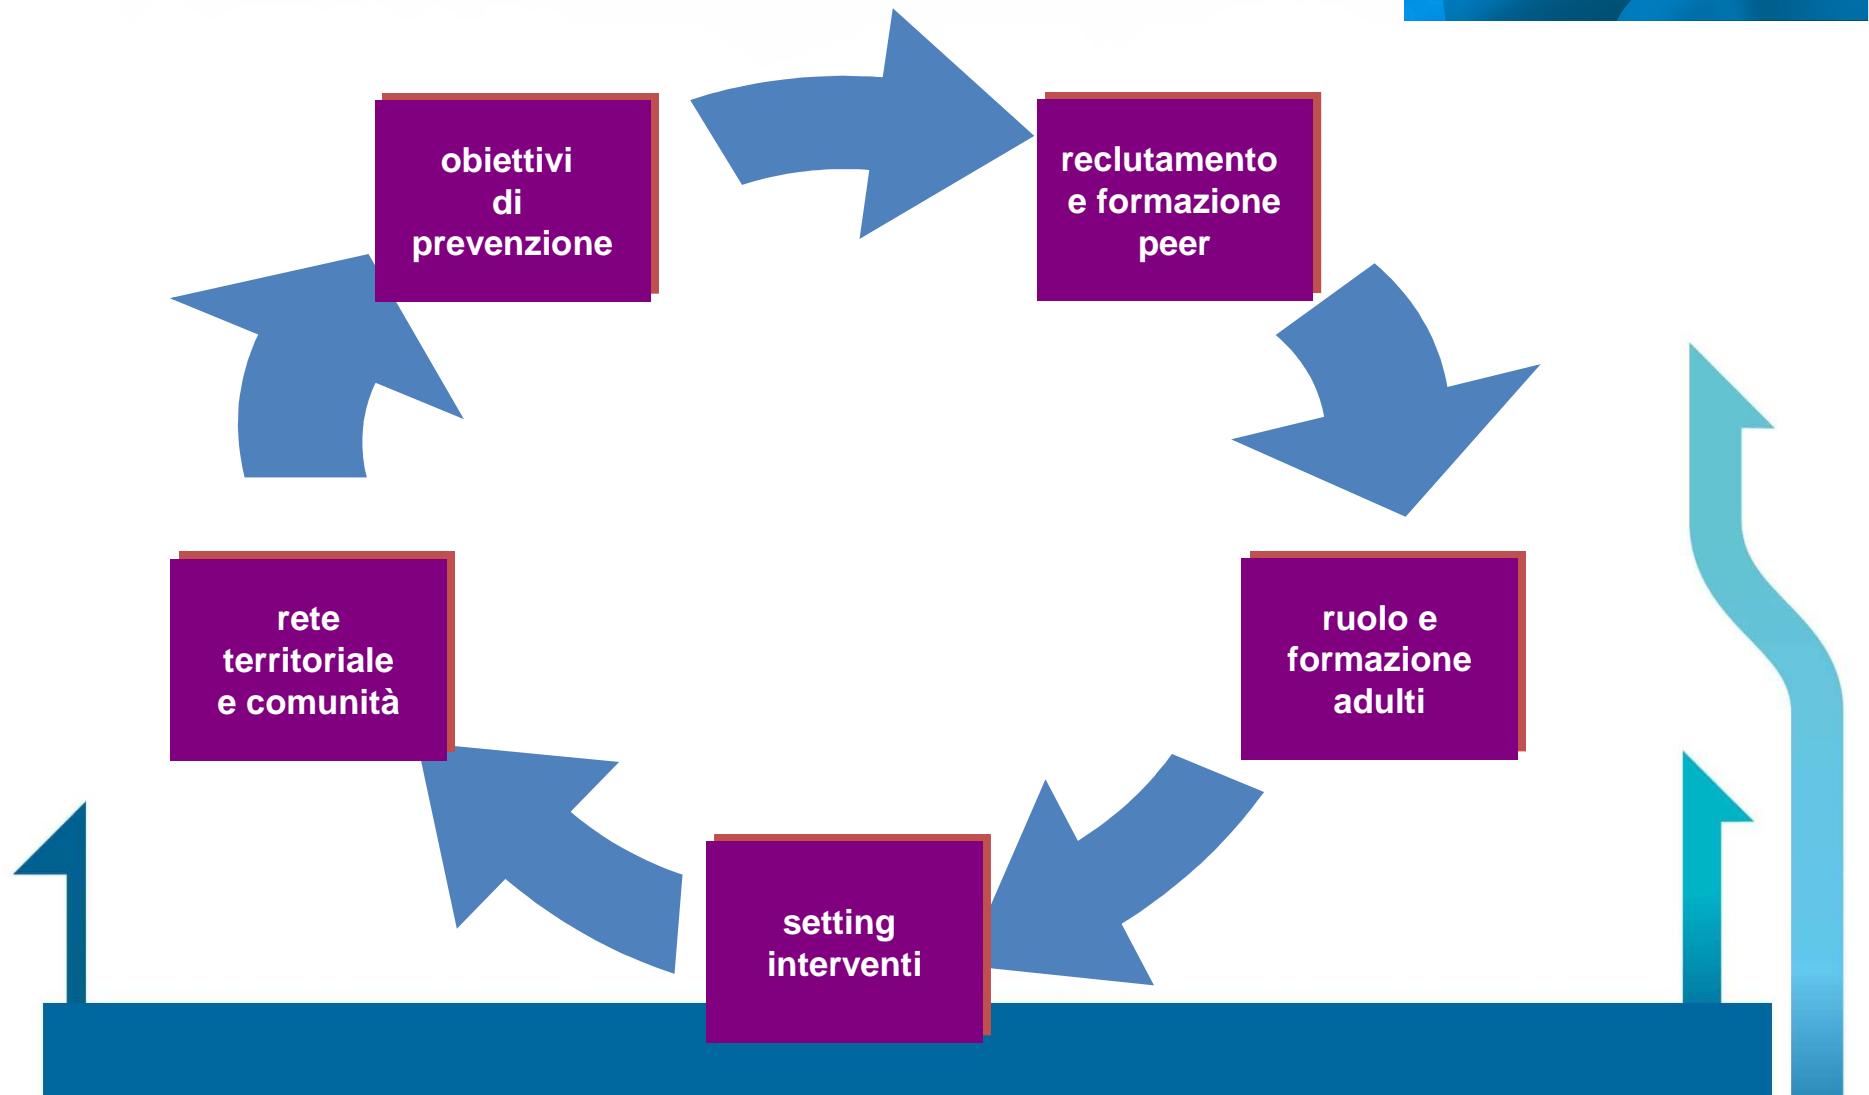 obiettivi
di
prevenzione
reclutamento
e formazione
peer
ruolo e
formazione
adulti
setting
interventi
rete
territoriale
e comunità